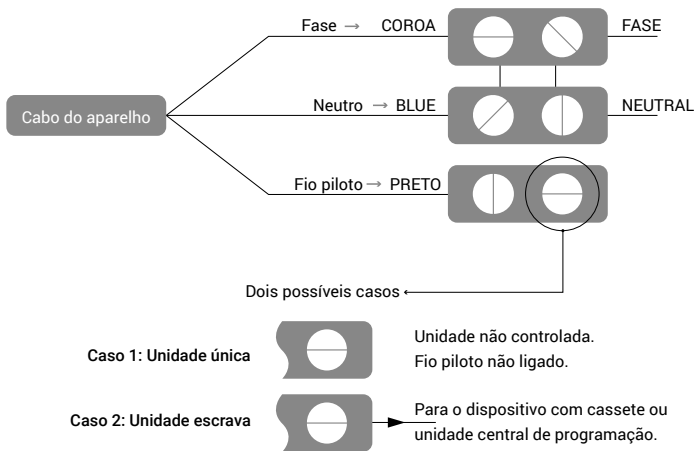 Fase → COROA FASE
Cabo do aparelho
Neutro → BLUE NEUTRAL
Fio piloto → PRETO
Dois possíveis casos ←
Caso 1: Unidade única
Unidade não controlada.
Fio piloto não ligado.
Caso 2: Unidade escrava
Para o dispositivo com cassete ou
unidade central de programação.